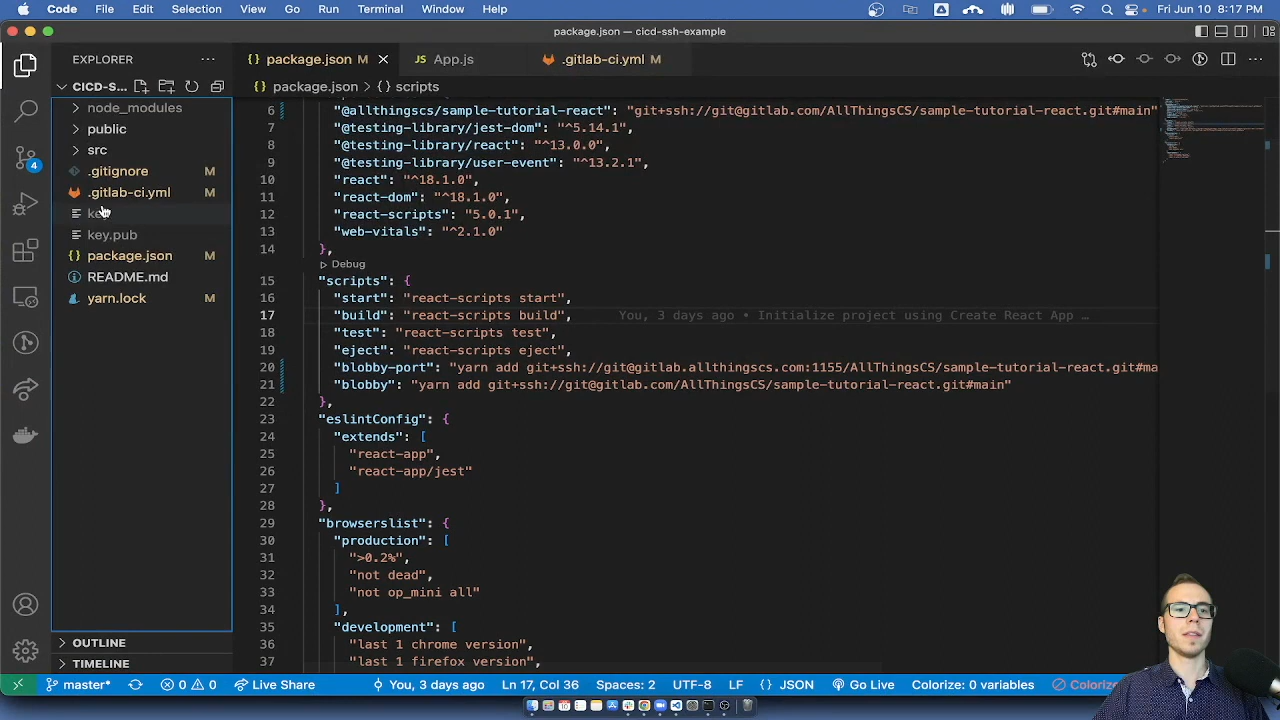 Code File Edit Selection View Go Run Terminal Window Help Fri Jun 10 8:17 PM
package.json — cicd-ssh-example
EXPLORER
package.json M
App.js
.gitlab-ci.yml M
CICD-S...
package.json > {} scripts
node_modules
public
src
.gitignore M
.gitlab-ci.yml M
key.pub
package.json M
README.md
yarn.lock M
4
6 "@allthingscs/sample-tutorial-react": "git+ssh://git@gitlab.com/AllThingsCS/sample-tutorial-react.git#main"
7 "@testing-library/jest-dom": "^5.14.1",
8 "@testing-library/react": "^13.0.0",
9 "@testing-library/user-event": "^13.2.1",
10 "react": "^18.1.0",
11 "react-dom": "^18.1.0",
12 "react-scripts": "5.0.1",
13 "web-vitals": "^2.1.0"
14 },
Debug
15 "scripts": {
16 "start": "react-scripts start",
17 "build": "react-scripts build", You, 3 days ago • Initialize project using Create React App …
18 "test": "react-scripts test",
19 "eject": "react-scripts eject",
20 "blobby-port": "yarn add git+ssh://git@gitlab.allthingscs.com:1155/AllThingsCS/sample-tutorial-react.git#ma
21 "blobby": "yarn add git+ssh://git@gitlab.com/AllThingsCS/sample-tutorial-react.git#main"
22 },
23 "eslintConfig": {
24 "extends": [
25 "react-app",
26 "react-app/jest"
27 ]
28 },
29 "browserslist": {
30 "production": [
31 ">0.2%",
32 "not dead",
33 "not op_mini all"
34 ],
35 "development": [
36 "last 1 chrome version",
37 "last 1 firefox version",
OUTLINE
TIMELINE
master* 0 0 Live Share You, 3 days ago Ln 17, Col 36 Spaces: 2 UTF-8 LF {} JSON Go Live Colorize: 0 variables